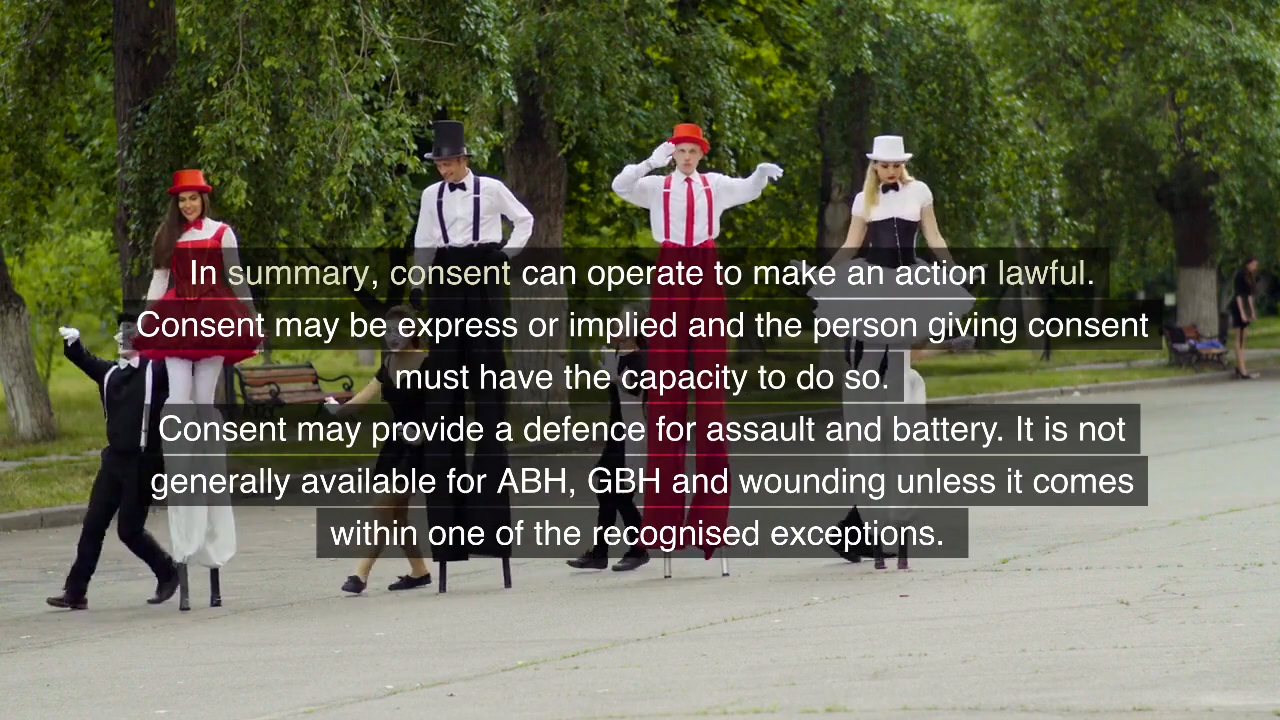 In summary, consent can operate to make an action lawful.
Consent may be express or implied and the person giving consent
must have the capacity to do so.
Consent may provide a defence for assault and battery. It is not
generally available for ABH, GBH and wounding unless it comes
within one of the recognised exceptions.